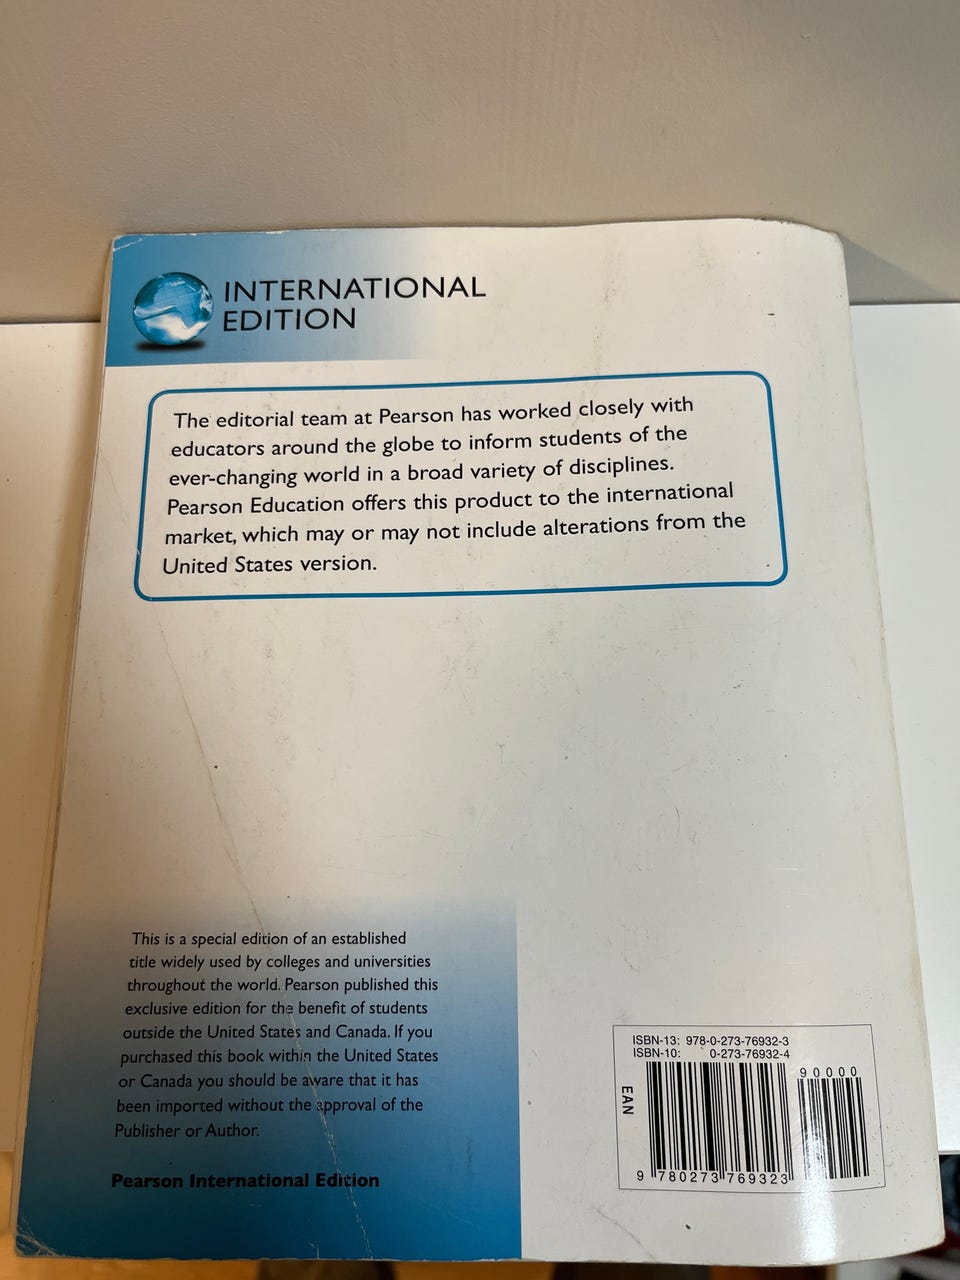 INTERNATIONAL
EDITION
The editorial team at Pearson has worked closely with
educators around the globe to inform students of the
ever-changing world in a broad variety of disciplines.
Pearson Education offers this product to the international
market, which may or may not include alterations from the
United States version.
This is a special edition of an established
title widely used by colleges and universities
throughout the world. Pearson published this
exclusive edition for the benefit of students
outside the United States and Canada. If you
purchased this book within the United States
or Canada you should be aware that it has
been imported without the approval of the
Publisher or Author.
Pearson International Edition
ISBN-13: 978-0-273-76932-3
ISBN-10: 0-273-76932-4
90000
EAN
9 780273 769323